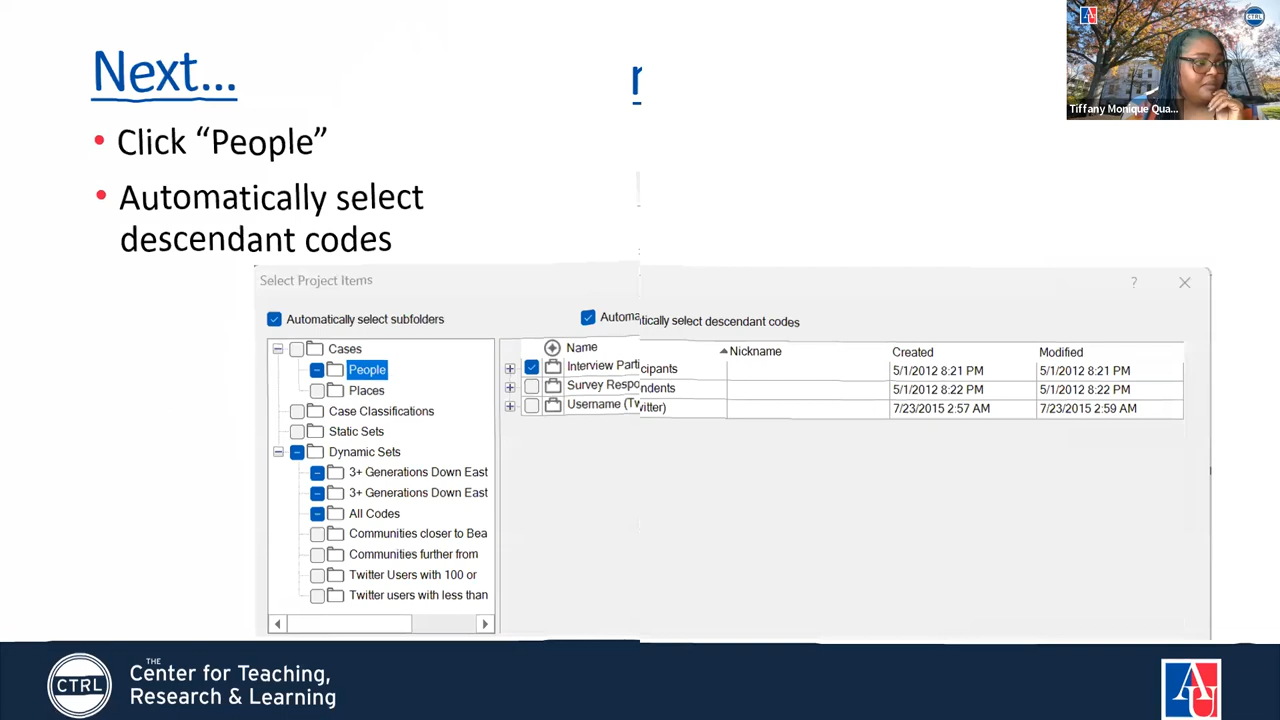 Next...
Click “People”
Automatically select
descendant codes
Tiffany Monique Qua...
Select Project Items
?
Automatically select subfolders
Automatically select descendant codes
Cases
People
Places
Case Classifications
Static Sets
Dynamic Sets
3+ Generations Down East
3+ Generations Down East
All Codes
Communities closer to Bea
Communities further from
Twitter Users with 100 or
Twitter users with less than
Name Nickname Created Modified
Interview Participants 5/1/2012 8:21 PM 5/1/2012 8:21 PM
Survey Respondents 5/1/2012 8:22 PM 5/1/2012 8:22 PM
Username (Twitter) 7/23/2015 2:57 AM 7/23/2015 2:59 AM
CTRL
THE
Center for Teaching,
Research & Learning
AU